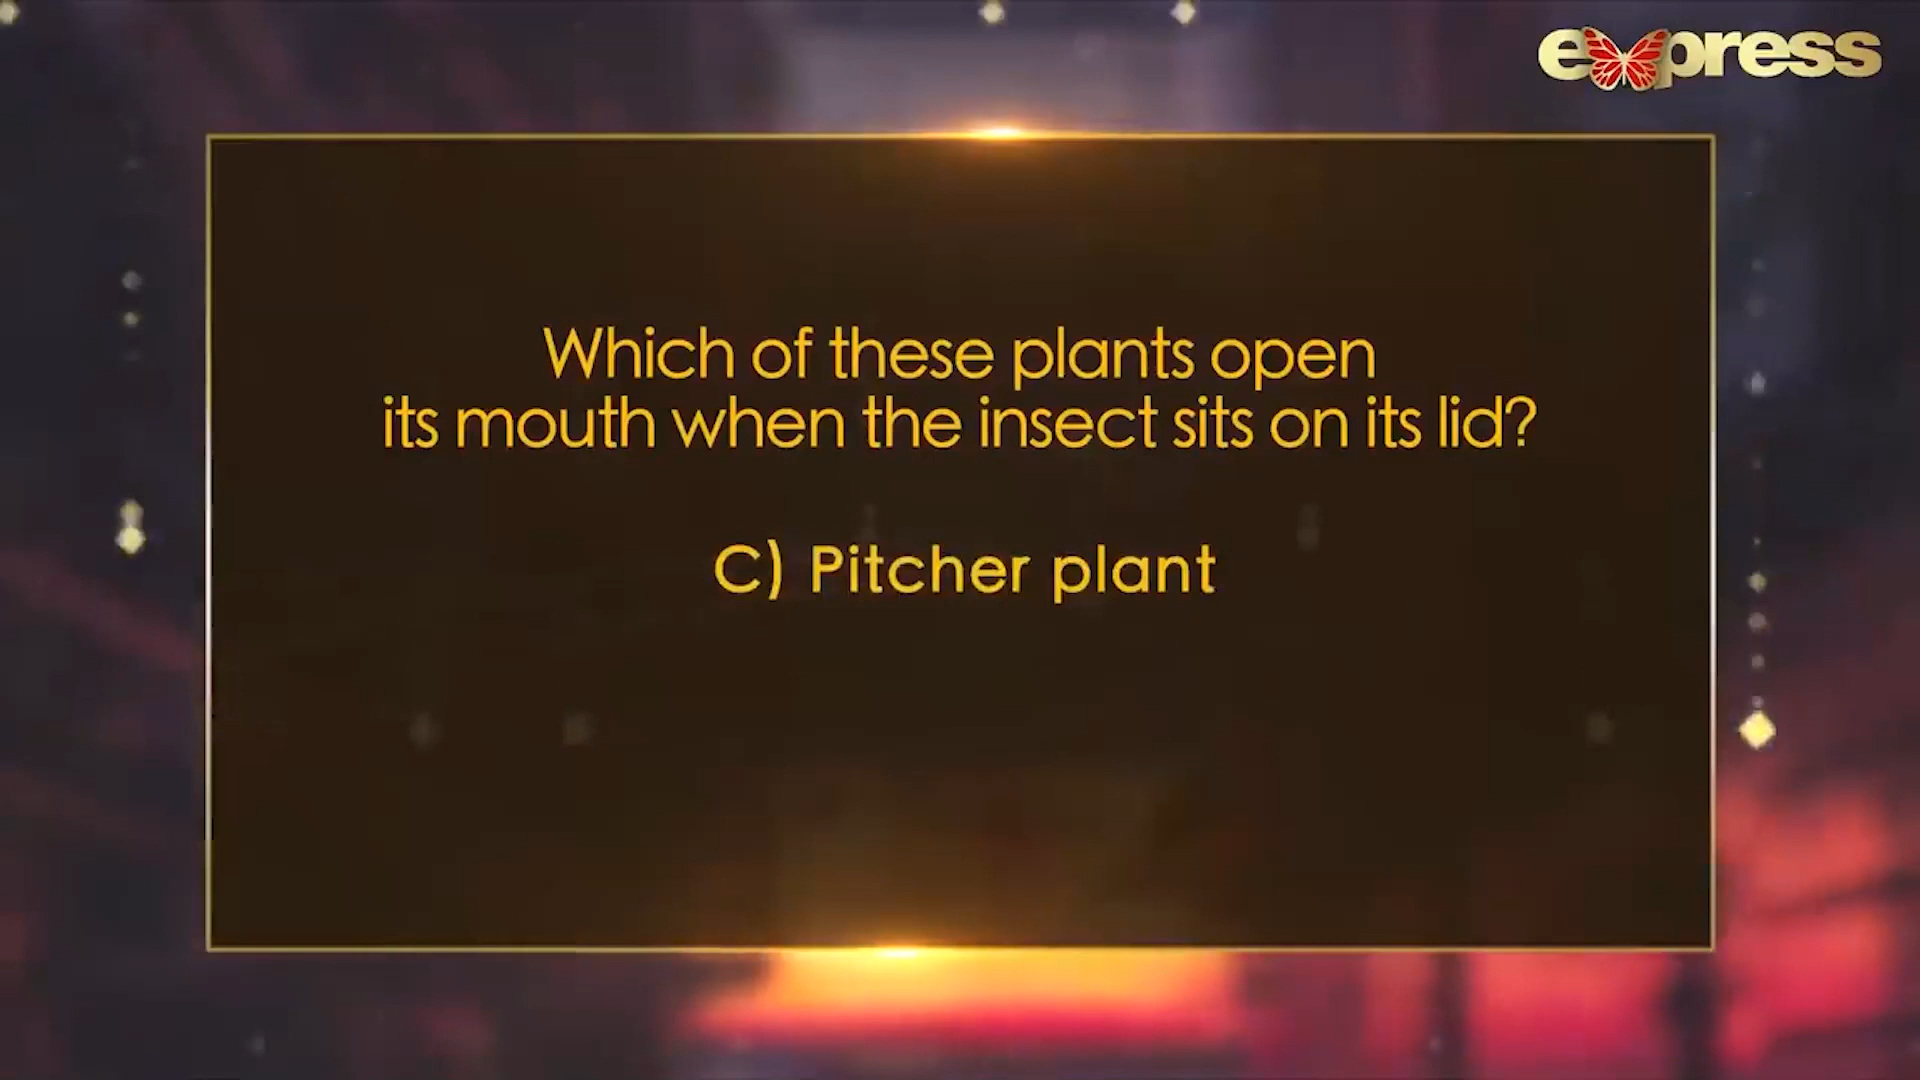 express
Which of these plants open
its mouth when the insect sits on its lid?
C) Pitcher plant